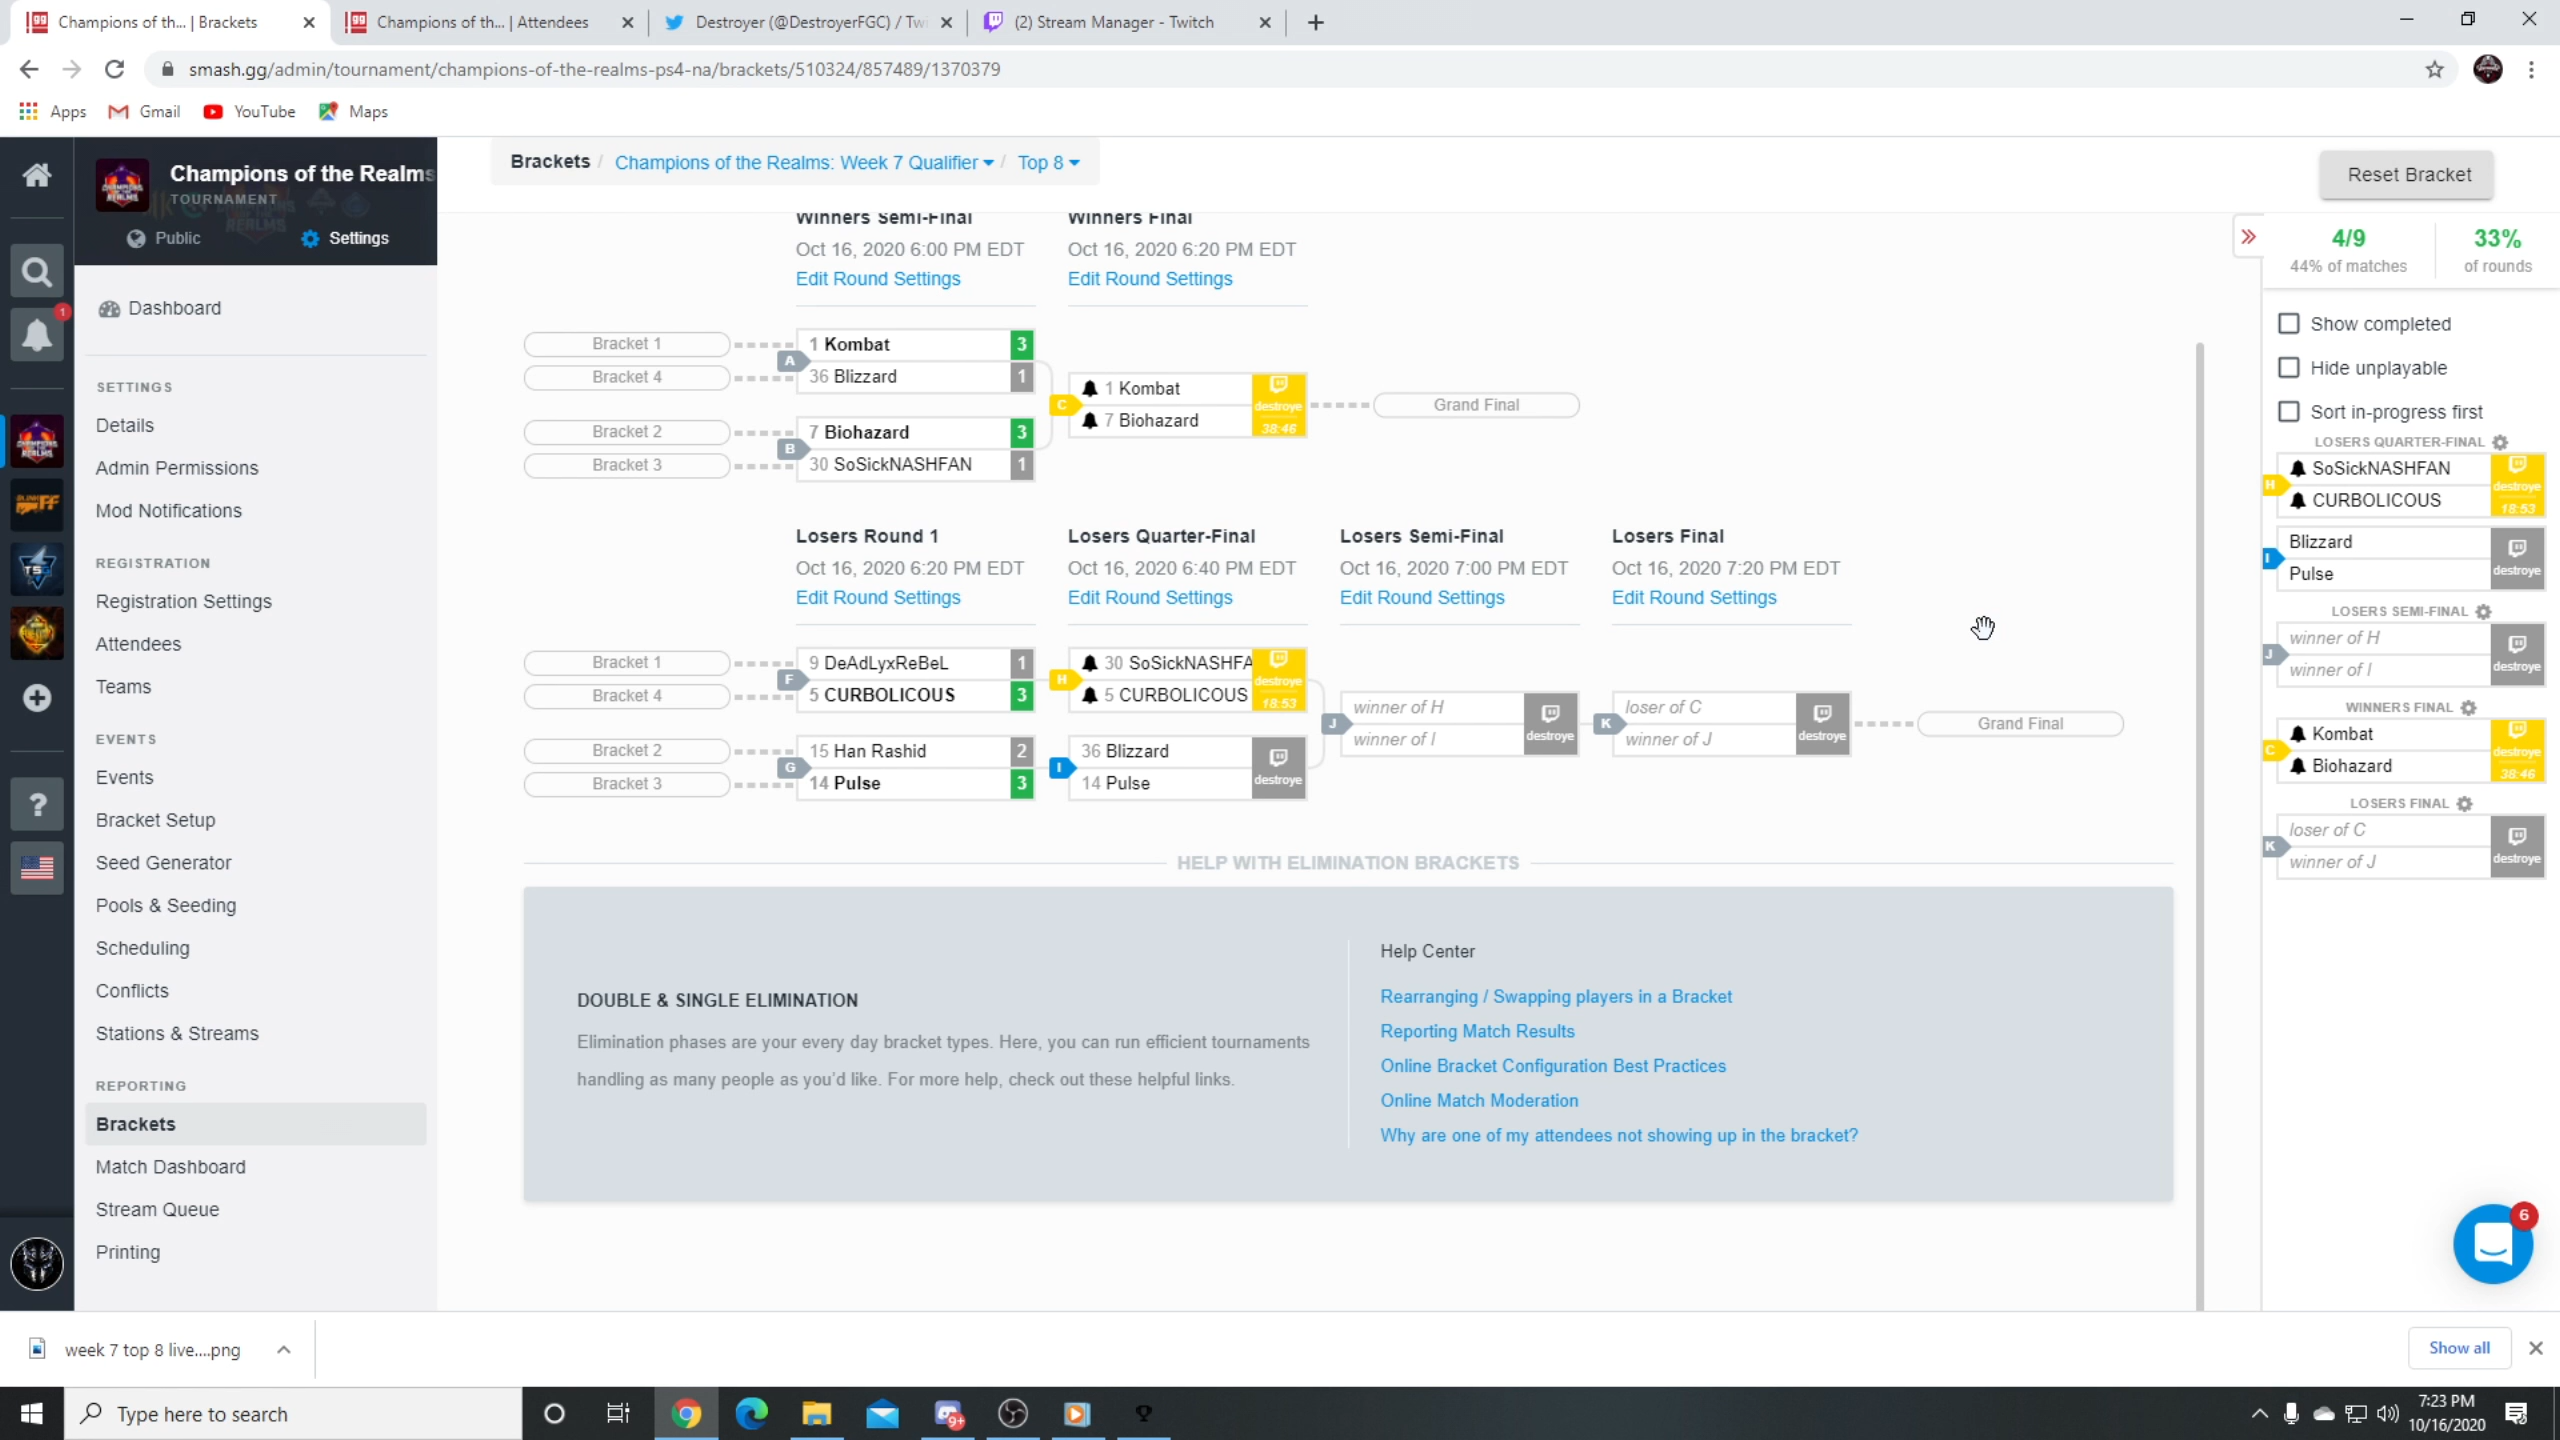 Champions of th... | Brackets
Champions of th... | Attendees
Destroyer (@DestroyerFGC) / Twi
(2) Stream Manager - Twitch
smash.gg/admin/tournament/champions-of-the-realms-ps4-na/brackets/510324/857489/1370379
Apps
Gmail
YouTube
Maps
Champions of the Realms
TOURNAMENT
Public
Settings
Dashboard
SETTINGS
Details
Admin Permissions
Mod Notifications
REGISTRATION
Registration Settings
Attendees
Teams
EVENTS
Events
Bracket Setup
Seed Generator
Pools & Seeding
Scheduling
Conflicts
Stations & Streams
REPORTING
Brackets
Match Dashboard
Stream Queue
Printing
1
Brackets / Champions of the Realms: Week 7 Qualifier / Top 8
Reset Bracket
Winners Semi-Final
Oct 16, 2020 6:00 PM EDT
Edit Round Settings
Winners Final
Oct 16, 2020 6:20 PM EDT
Edit Round Settings
Bracket 1
Bracket 4
A
1 Kombat 3
36 Blizzard 1
Bracket 2
Bracket 3
B
7 Biohazard 3
30 SoSickNASHFAN 1
C
1 Kombat
7 Biohazard
destroye
38:46
Grand Final
Losers Round 1
Oct 16, 2020 6:20 PM EDT
Edit Round Settings
Losers Quarter-Final
Oct 16, 2020 6:40 PM EDT
Edit Round Settings
Losers Semi-Final
Oct 16, 2020 7:00 PM EDT
Edit Round Settings
Losers Final
Oct 16, 2020 7:20 PM EDT
Edit Round Settings
Bracket 1
Bracket 4
F
9 DeAdLyxReBeL 1
5 CURBOLICOUS 3
Bracket 2
Bracket 3
G
15 Han Rashid 2
14 Pulse 3
H
30 SoSickNASHFA
5 CURBOLICOUS
destroye
18:53
I
36 Blizzard
14 Pulse
destroye
J
winner of H
winner of I
destroye
K
loser of C
winner of J
destroye
Grand Final
HELP WITH ELIMINATION BRACKETS
DOUBLE & SINGLE ELIMINATION
Elimination phases are your every day bracket types. Here, you can run efficient tournaments
handling as many people as you'd like. For more help, check out these helpful links.
Help Center
Rearranging / Swapping players in a Bracket
Reporting Match Results
Online Bracket Configuration Best Practices
Online Match Moderation
Why are one of my attendees not showing up in the bracket?
4/9
44% of matches
33%
of rounds
Show completed
Hide unplayable
Sort in-progress first
LOSERS QUARTER-FINAL
H
SoSickNASHFAN
CURBOLICOUS
destroye
18:53
I
Blizzard
Pulse
destroye
LOSERS SEMI-FINAL
J
winner of H
winner of I
destroye
WINNERS FINAL
C
Kombat
Biohazard
destroye
38:46
LOSERS FINAL
K
loser of C
winner of J
destroye
6
week 7 top 8 live....png
Show all
Type here to search
9+
7:23 PM
10/16/2020